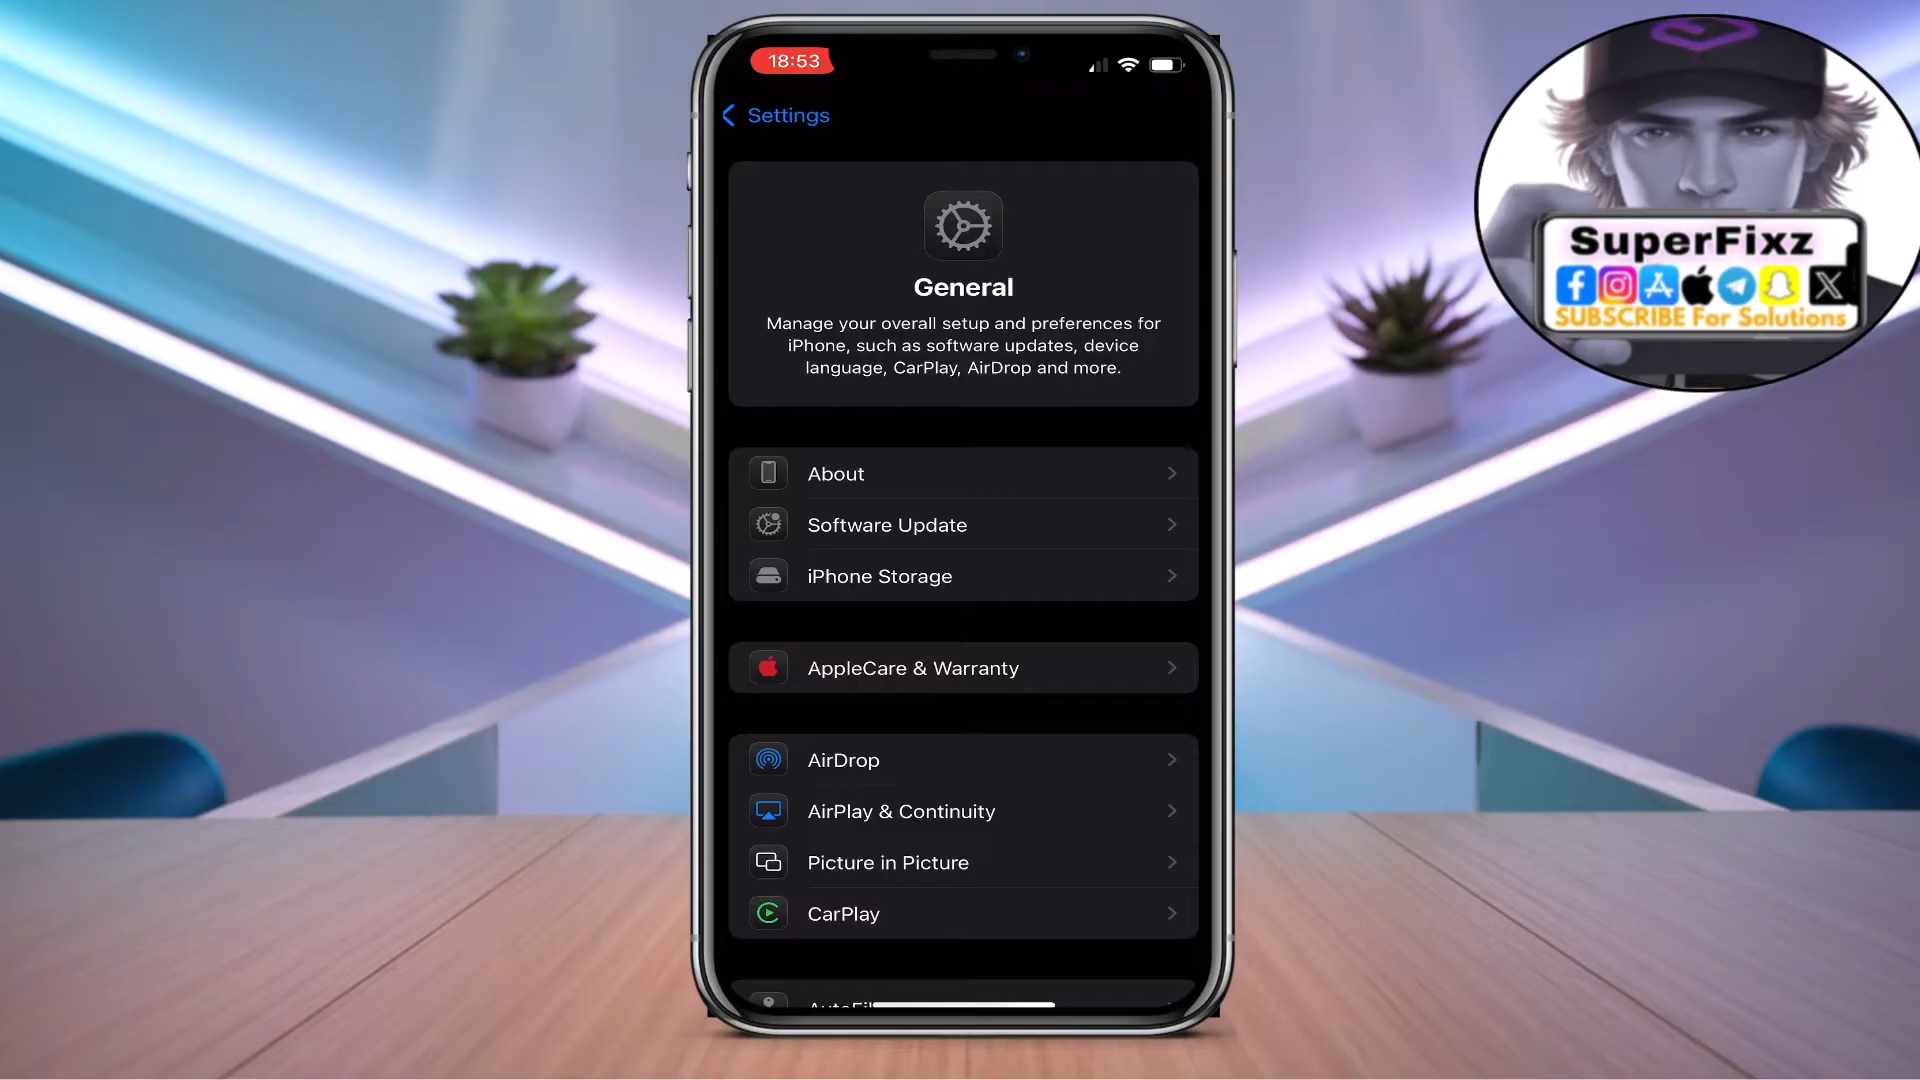 18:53
Settings
General
Manage your overall setup and preferences for
iPhone, such as software updates, device
language, CarPlay, AirDrop and more.
About
Software Update
iPhone Storage
AppleCare & Warranty
AirDrop
AirPlay & Continuity
Picture in Picture
CarPlay
SuperFixz
SUBSCRIBE For Solutions